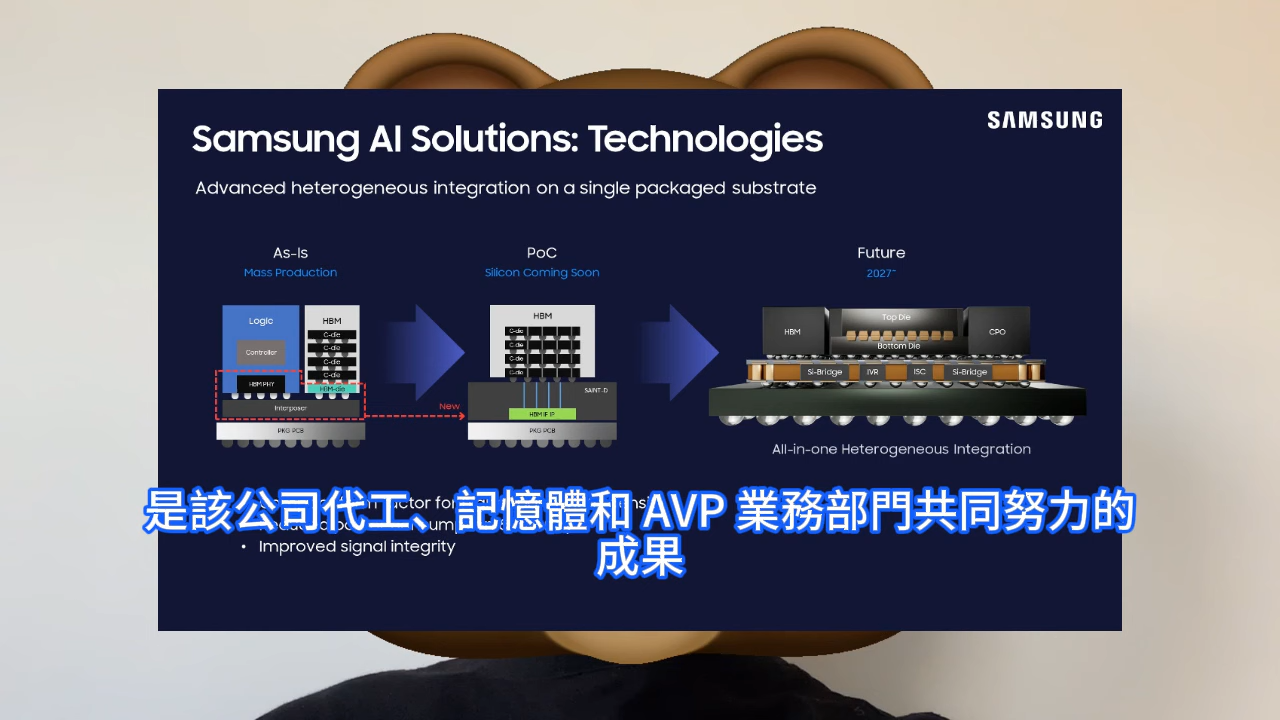 SAMSUNG
Samsung AI Solutions: Technologies
Advanced heterogeneous integration on a single packaged substrate
As-Is
Mass Production
PoC
Silicon Coming Soon
Future
2027~
Logic
Controller
HBM PHY
HBM
C-die
C-die
C-die
C-die
HBM-die
Interposer
PKG PCB
New
HBM
C-die
C-die
C-die
C-die
SAINT-D
HBM IF IP
PKG PCB
HBM
Top Die
Bottom Die
CPO
Si-Bridge
IVR
ISC
Si-Bridge
All-in-one Heterogeneous Integration
是該公司代工、記憶體和 AVP 業務部門共同努力的
成果
• Improved signal integrity